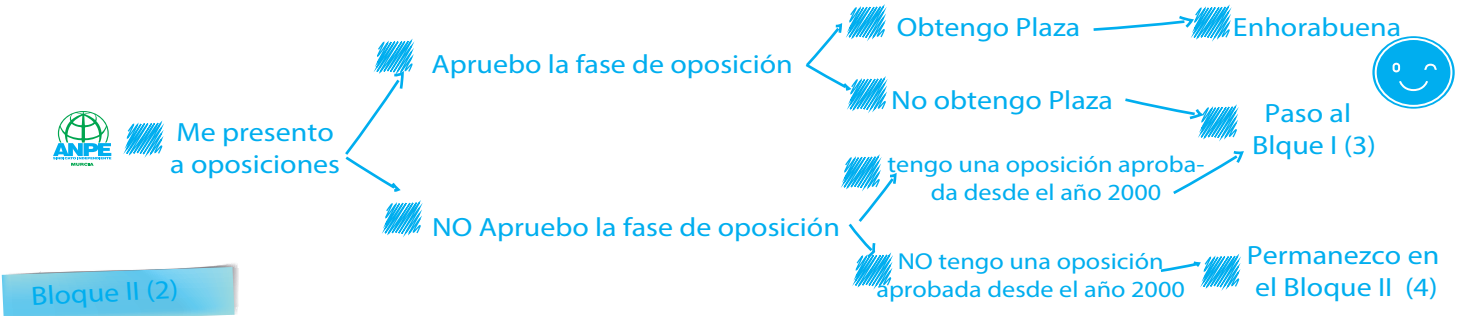 ANPE
SINDICATO INDEPENDIENTE
MURCIA
Me presento
a oposiciones
Apruebo la fase de oposición
Obtengo Plaza
Enhorabuena
No obtengo Plaza
Paso al
Blque I (3)
NO Apruebo la fase de oposición
tengo una oposición aproba-
da desde el año 2000
NO tengo una oposición
aprobada desde el año 2000
Permanezco en
el Bloque II (4)
Bloque II (2)